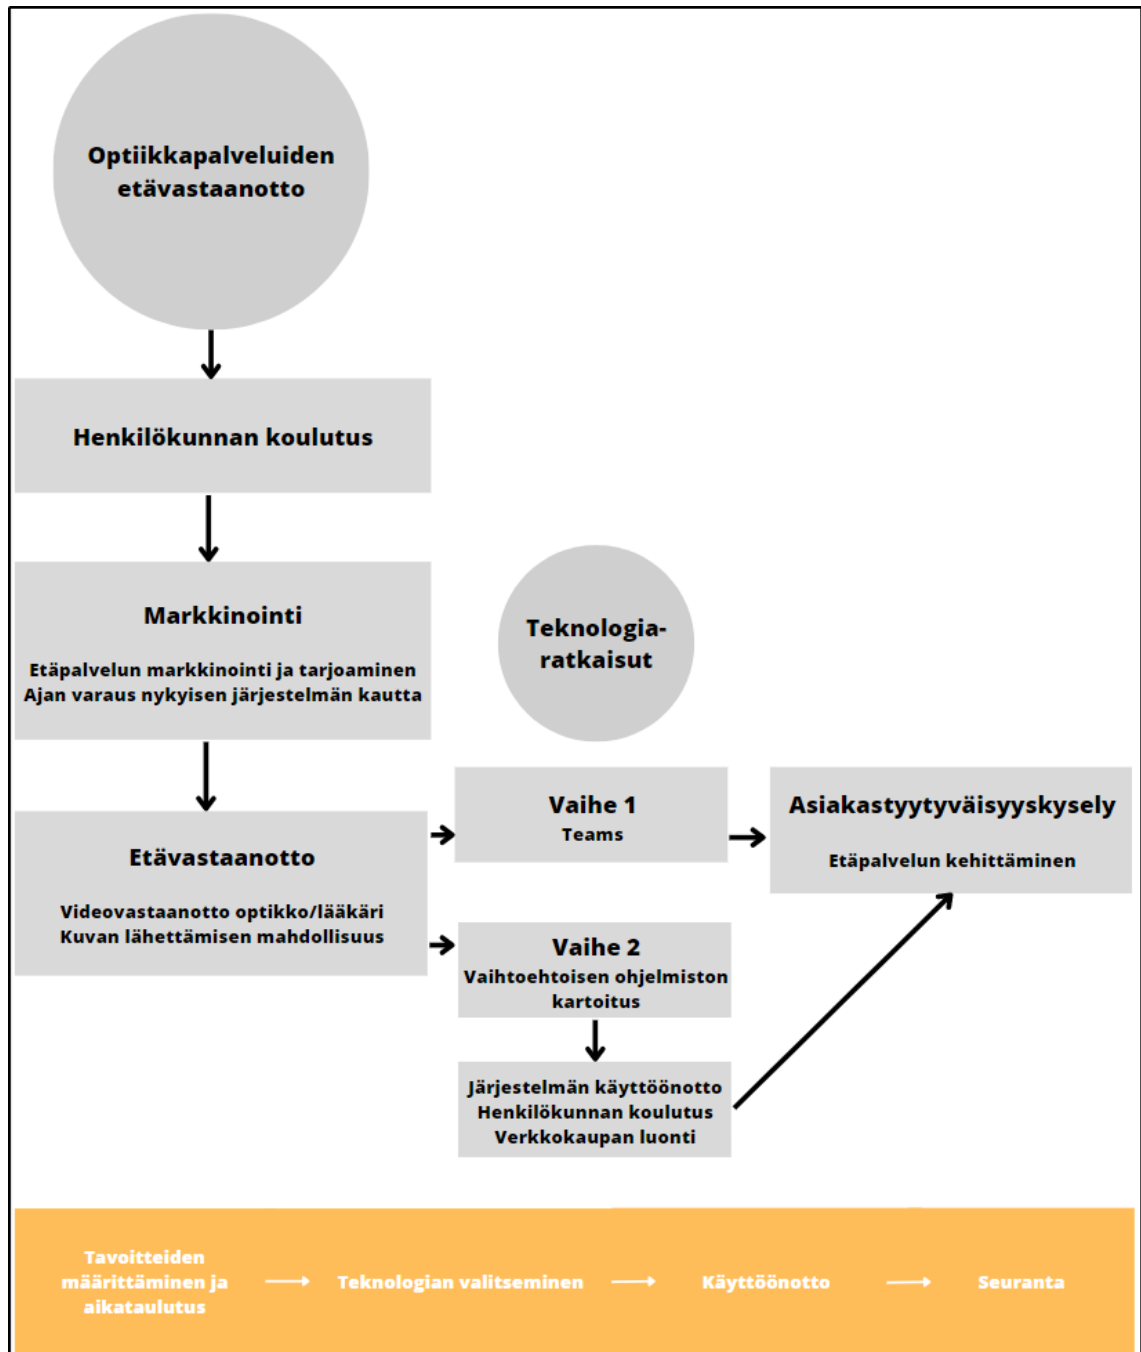 Optiikkapalveluiden
etävastaanotto
Henkilökunnan koulutus
Markkinointi
Etäpalvelun markkinointi ja tarjoaminen
Ajan varaus nykyisen järjestelmän kautta
Etävastaanotto
Videovastaanotto optikko/lääkäri
Kuvan lähettämisen mahdollisuus
Teknologia-
ratkaisut
Vaihe 1
Teams
Vaihe 2
Vaihtoehtoisen ohjelmiston
kartoitus
Järjestelmän käyttöönotto
Henkilökunnan koulutus
Verkkokaupan luonti
Asiakastyytyväisyyskysely
Etäpalvelun kehittäminen
Tavoitteiden
määrittäminen ja
aikataulutus
Teknologian valitseminen
Käyttöönotto
Seuranta